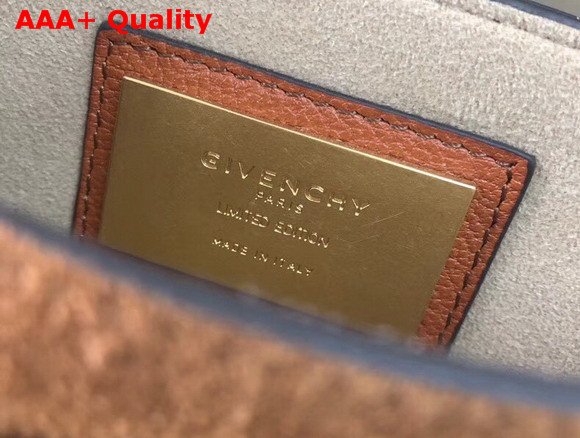 AAA+ Quality
GIVENCHY
PARIS
LIMITED EDITION
MADE IN ITALY